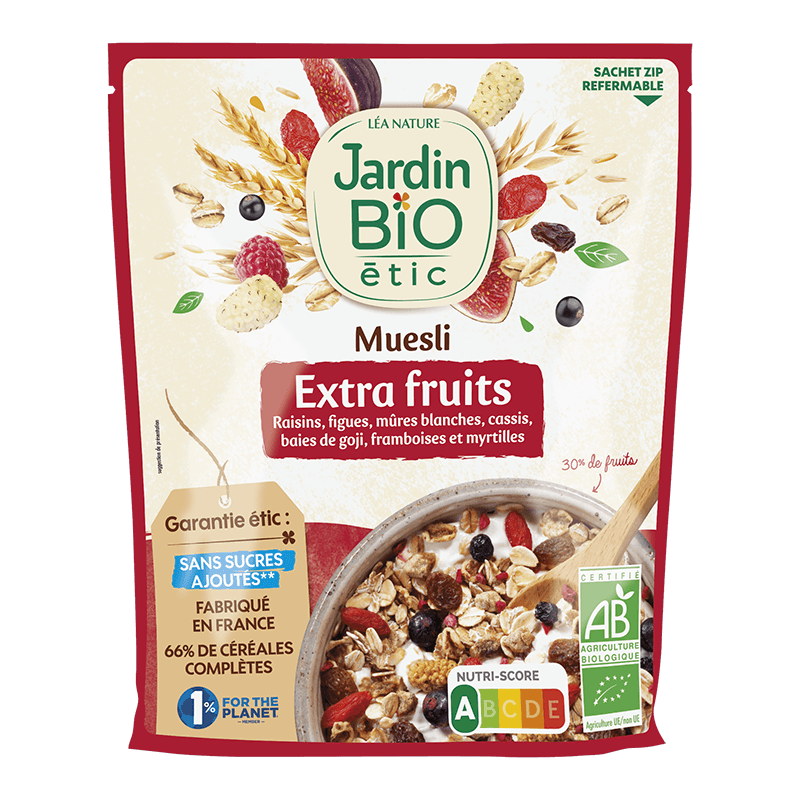 SACHET ZIP
REFERMABLE
LÉA NATURE
Jardin
BiO
ētic
Muesli
Extra fruits
Raisins, figues, mûres blanches, cassis,
baies de goji, framboises et myrtilles
suggestion de présentation
30% de fruits
Garantie étic :
SANS SUCRES
AJOUTÉS**
FABRIQUÉ
EN FRANCE
66% DE CÉRÉALES
COMPLÈTES
1%
FOR THE
PLANET
MEMBER
NUTRI-SCORE
A B C D E
CERTIFIÉ
AB
AGRICULTURE
BIOLOGIQUE
Agriculture UE/non UE